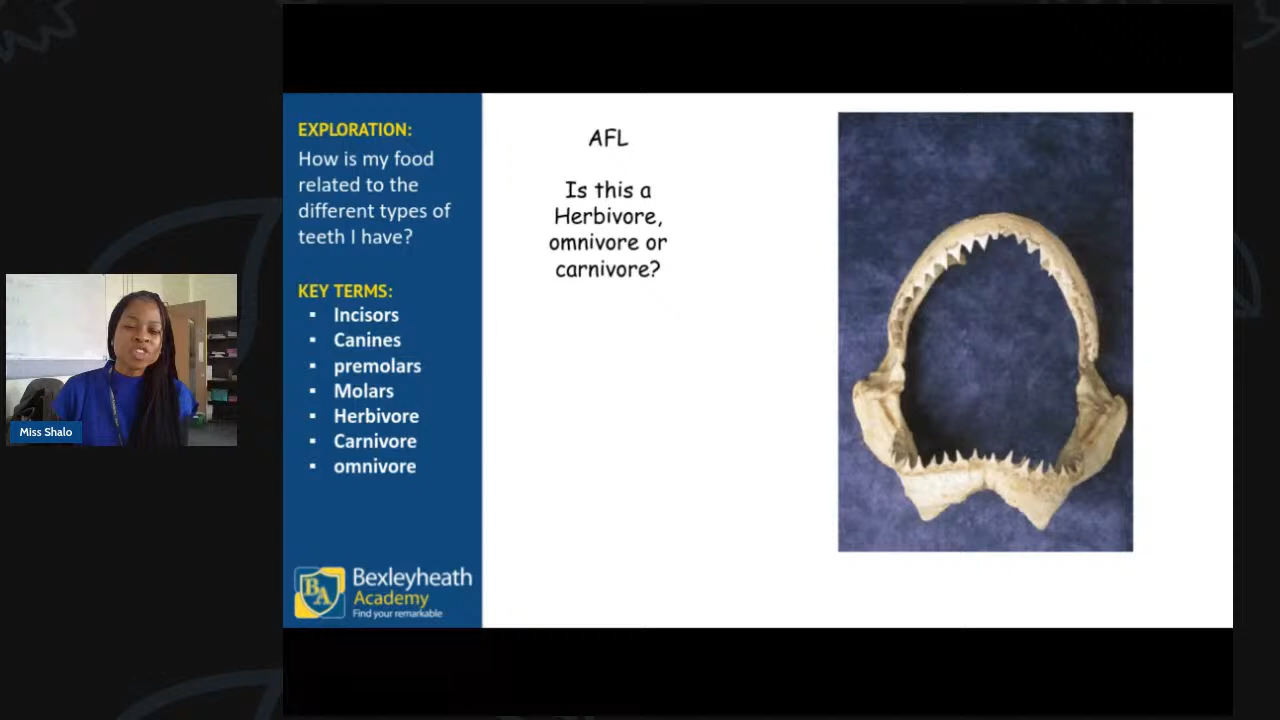 EXPLORATION:
How is my food
related to the
different types of
teeth I have?
KEY TERMS:
▪ Incisors
▪ Canines
▪ premolars
▪ Molars
▪ Herbivore
▪ Carnivore
▪ omnivore
BA
Bexleyheath
Academy
Find your remarkable
AFL
Is this a
Herbivore,
omnivore or
carnivore?
Miss Shalo